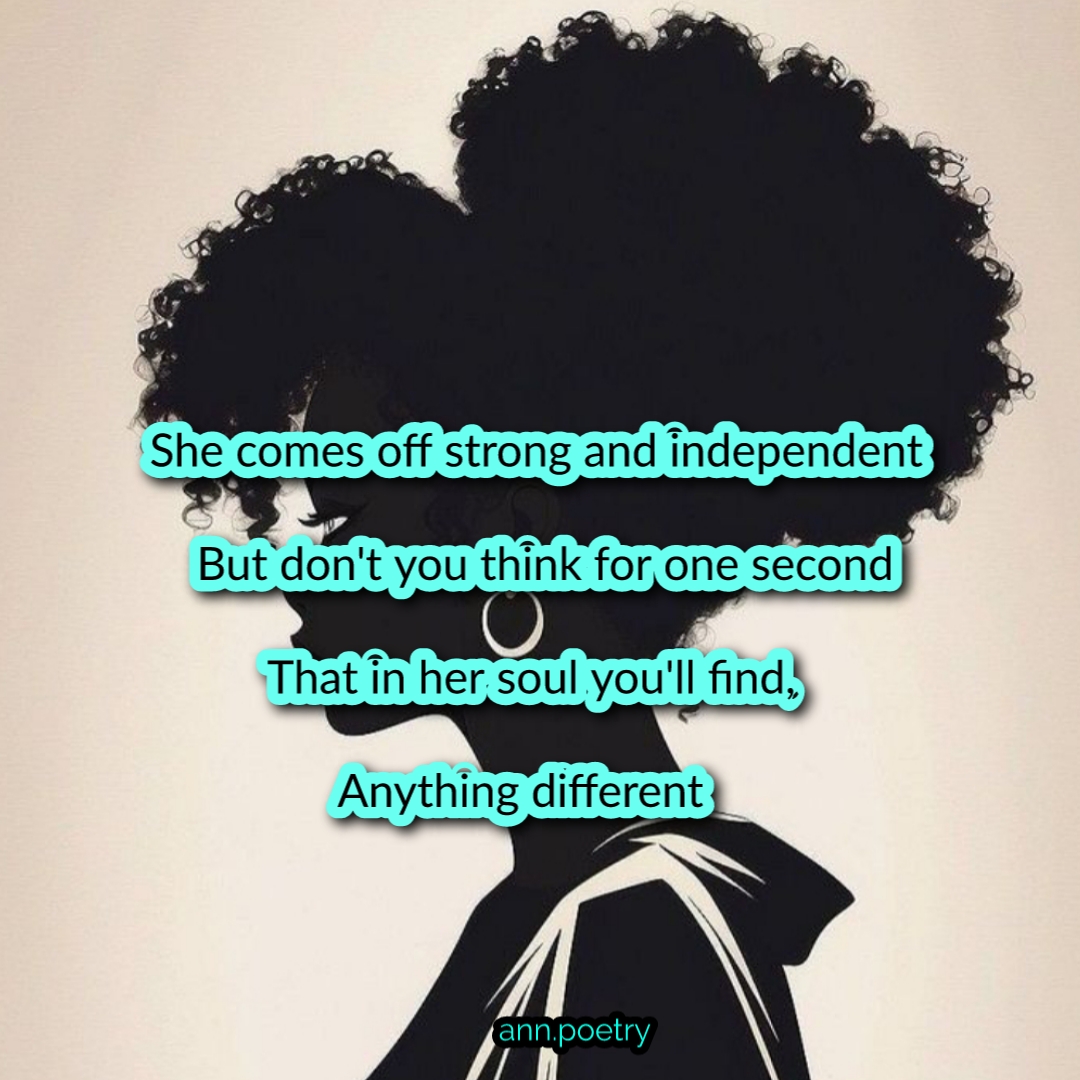 She comes off strong and independent
But don't you think for one second
That in her soul you'll find,
Anything different
ann.poetry